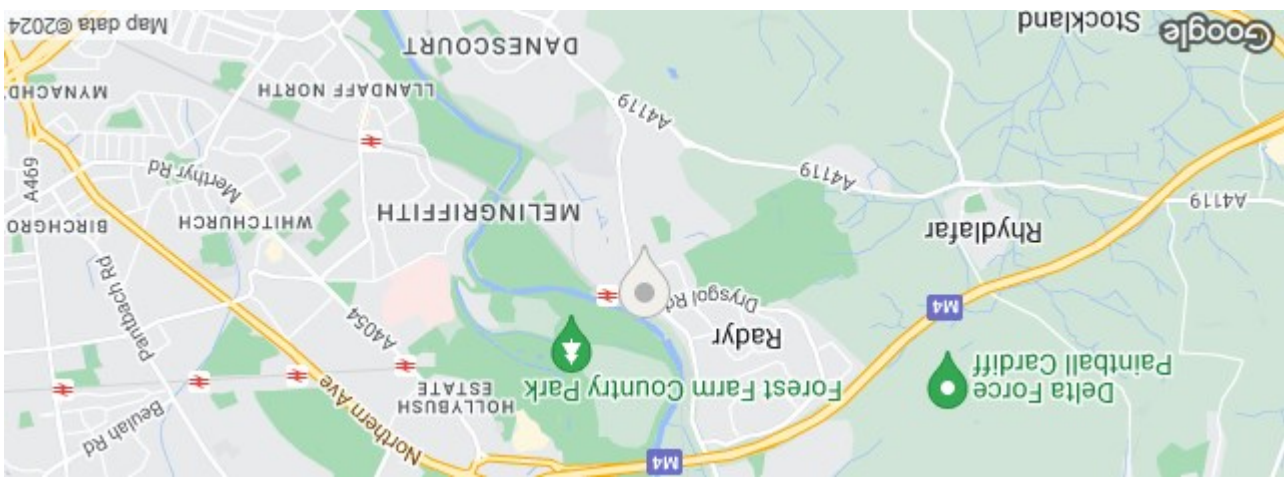 M4
Delta Force
Paintball Cardiff
Forest Farm Country Park
HOLLYBUSH
ESTATE
Northern Ave
Beulah Rd
Radyr
A4054
Pantbach Rd
M4
Drysgol Rd
Rhydlafar
MELINGRIFFITH
WHITCHURCH
BIRCHGRO
A4119
A4119
Merthyr Rd
A469
A4119
LLANDAFF NORTH
MYNACHD
DANESCOURT
Google
Stockland
Map data ©2024